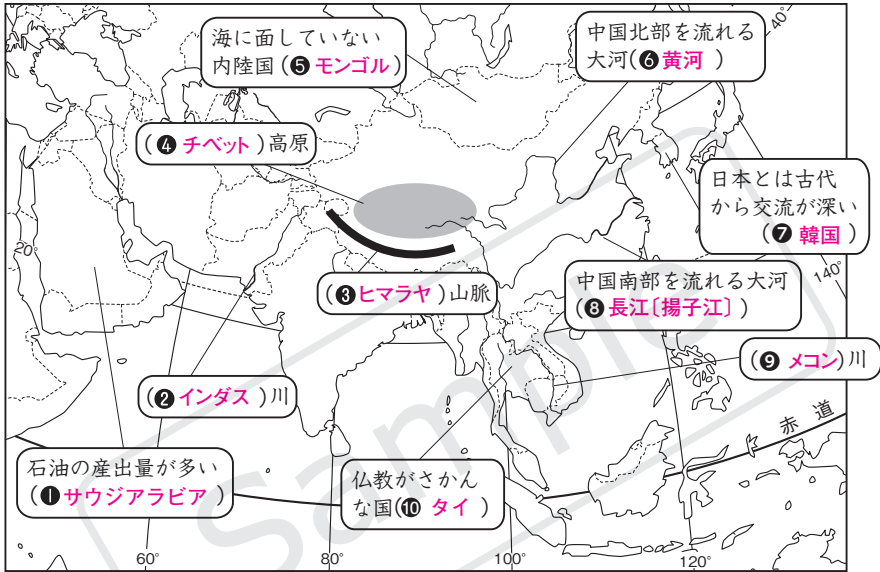 海に面していない
内陸国(❺ モンゴル)
中国北部を流れる
大河(❻ 黄河 )
40°
(❹ チベット )高原
日本とは古代
から交流が深い
(❼ 韓国 )
20°
140°
(❸ヒマラヤ )山脈
中国南部を流れる大河
(❽ 長江〔揚子江〕 )
(❾ メコン)川
(❷ インダス )川
赤道
石油の産出量が多い
(❶ サウジアラビア )
仏教がさかん
な国(❿ タイ )
60°
80°
100°
120°
Sample